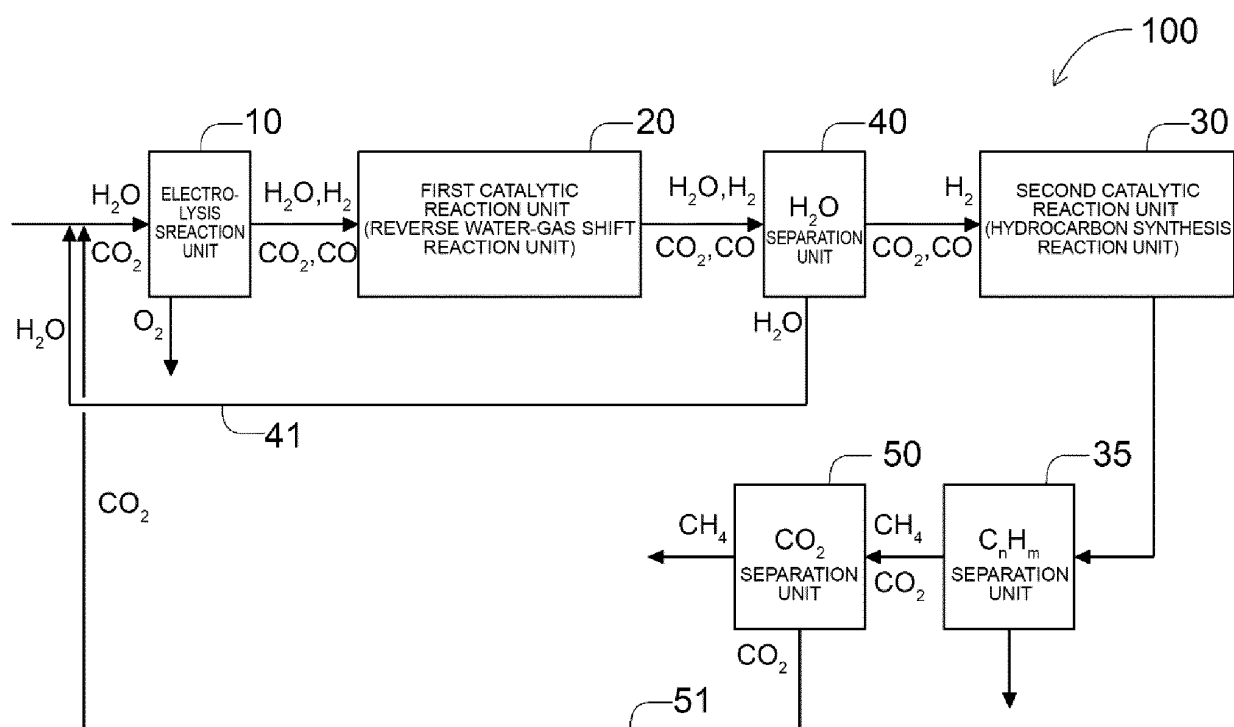 100
10
20
40
30
H₂O
CO₂
ELECTRO-
LYSIS
SREACTION
UNIT
H₂O,H₂
CO₂,CO
FIRST CATALYTIC
REACTION UNIT
(REVERSE WATER-GAS SHIFT
REACTION UNIT)
H₂O,H₂
CO₂,CO
H₂O
SEPARATION
UNIT
H₂
CO₂,CO
SECOND CATALYTIC
REACTION UNIT
(HYDROCARBON SYNTHESIS
REACTION UNIT)
H₂O
O₂
H₂O
41
CO₂
50
35
CH₄
CO₂
SEPARATION
UNIT
CH₄
CO₂
CₙHₘ
SEPARATION
UNIT
CO₂
51